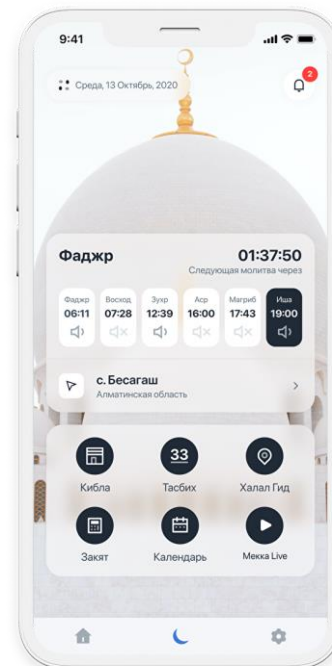 9:41
Среда, 13 Октябрь, 2020
2
Фаджр
01:37:50
Следующая молитва через
Фаджр Восход Зухр Аср Магриб Иша
06:11 07:28 12:39 16:00 17:43 19:00
с. Бесагаш
Алматинская область
33
Кибла Тасбих Халал Гид
Закят Календарь Мекка Live